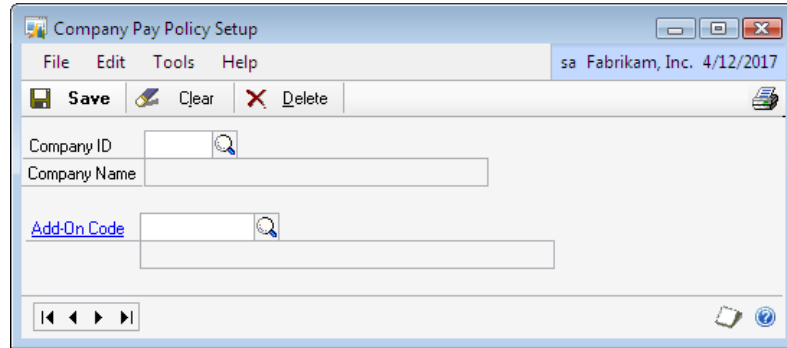 Company Pay Policy Setup
File Edit Tools Help sa Fabrikam, Inc. 4/12/2017
Save Clear Delete
Company ID
Company Name
Add-On Code